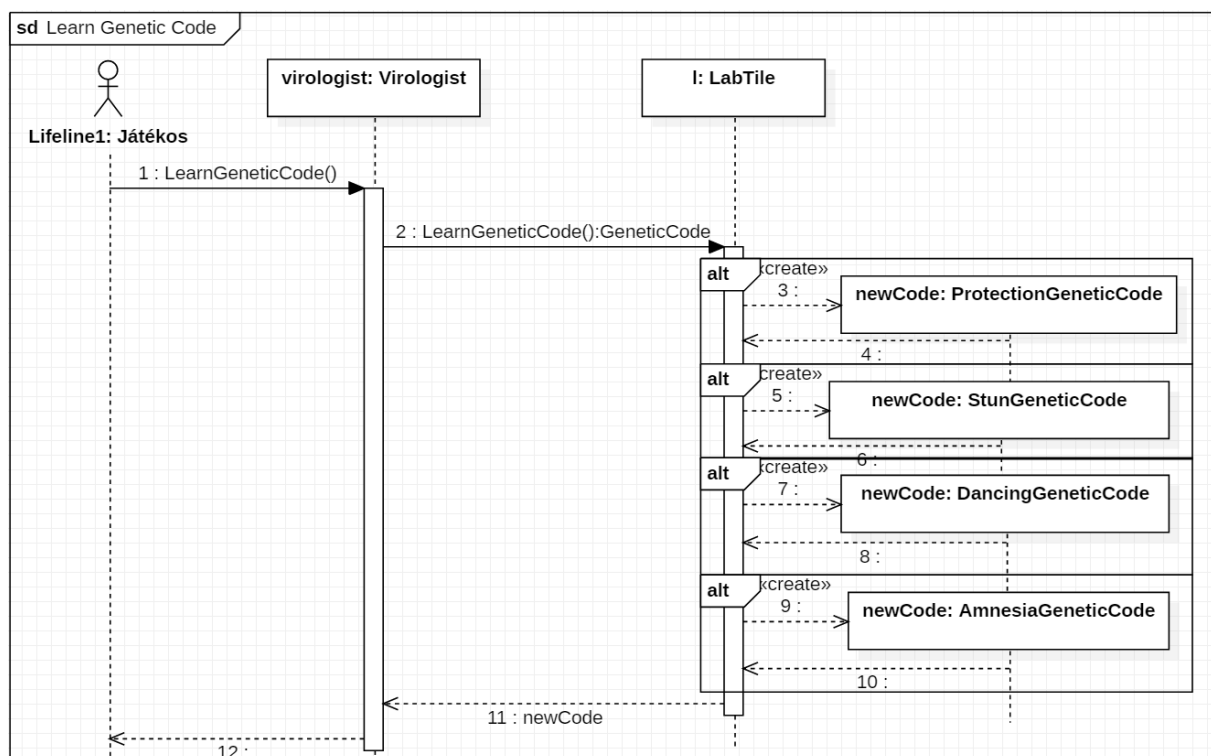 sd Learn Genetic Code
virologist: Virologist
l: LabTile
Lifeline1: Játékos
1 : LearnGeneticCode()
2 : LearnGeneticCode():GeneticCode
alt
«create»
3 :
newCode: ProtectionGeneticCode
4 :
alt
«create»
5 :
newCode: StunGeneticCode
6 :
alt
«create»
7 :
newCode: DancingGeneticCode
8 :
alt
«create»
9 :
newCode: AmnesiaGeneticCode
10 :
11 : newCode
12 :